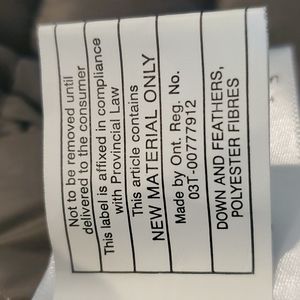 Not to be removed until
delivered to the consumer
This label is affixed in compliance
with Provincial Law
This article contains
NEW MATERIAL ONLY
Made by Ont. Reg. No.
03T-00777912
DOWN AND FEATHERS,
POLYESTER FIBRES